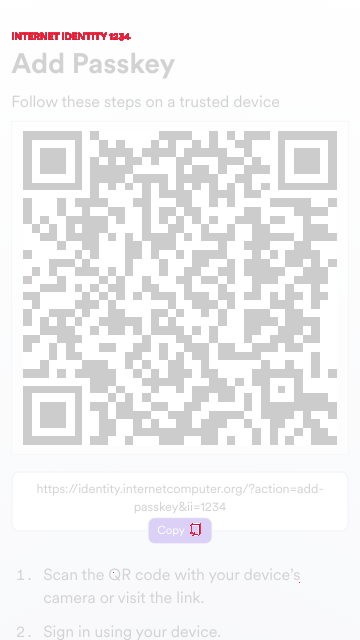 INTERNET IDENTITY 1234
Add Passkey
Follow these steps on a trusted device
https://identity.internetcomputer.org/?action=add-
passkey&ii=1234
Copy
1. Scan the QR code with your device's
camera or visit the link.
2. Sign in using your device.